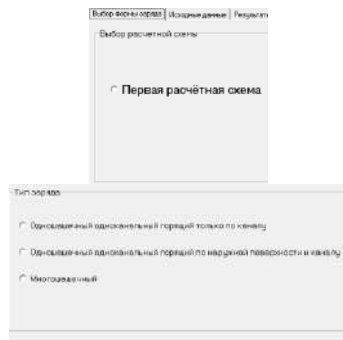 Выбор формы заряда Исходные данные Результаты
Выбор расчетной схемы
Первая расчётная схема
Тип заряда
Одношашечный одноканальный горящий только по каналу
Одношашечный одноканальный горящий по наружной поверхности и каналу
Многошашечный